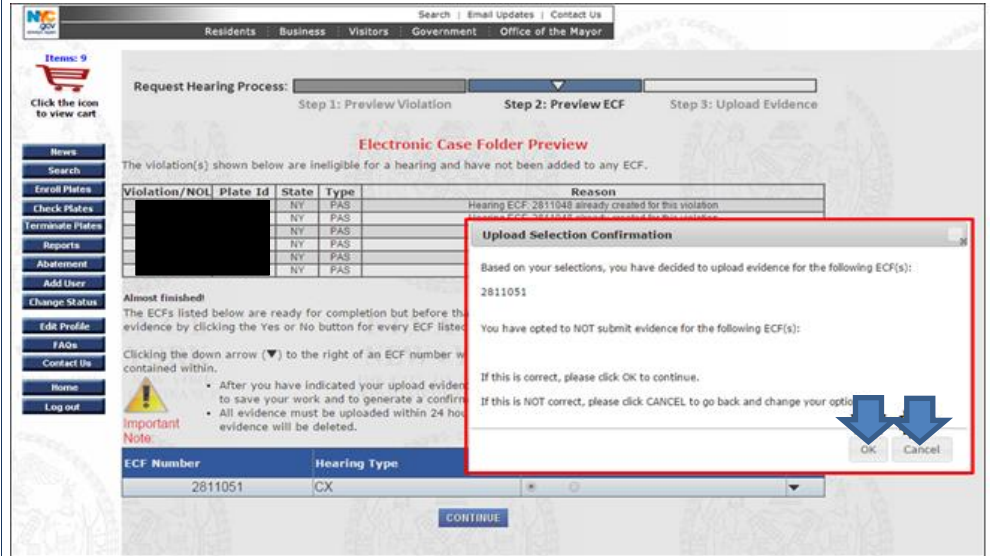 NYC
gov
Search | Email Updates | Contact Us
Residents Business Visitors Government Office of the Mayor
Items: 9
Click the icon
to view cart
News
Search
Enroll Plates
Check Plates
Terminate Plates
Reports
Abatement
Add User
Change Status
Edit Profile
FAQs
Contact Us
Home
Log out
Request Hearing Process:
Step 1: Preview Violation Step 2: Preview ECF Step 3: Upload Evidence
Electronic Case Folder Preview
The violation(s) shown below are ineligible for a hearing and have not been added to any ECF.
Violation/NOL Plate Id State Type Reason
NY PAS Hearing ECF: 2811048 already created for this violation
NY PAS Hearing ECF: 2811048 already created for this violation
NY PAS
NY PAS
NY PAS
NY PAS
Almost finished!
The ECFs listed below are ready for completion but before
evidence by clicking the Yes or No button for every ECF listed
Clicking the down arrow (▼) to the right of an ECF number
contained within.
Important
Note:
• After you have indicated your upload
to save your work and to generate a
• All evidence must be uploaded within 24
evidence will be deleted.
ECF Number Hearing Type
2811051 CX
CONTINUE
Upload Selection Confirmation
Based on your selections, you have decided to upload evidence for the following ECF(s):
2811051
You have opted to NOT submit evidence for the following ECF(s):
If this is correct, please click OK to continue.
If this is NOT correct, please click CANCEL to go back and change your
OK Cancel